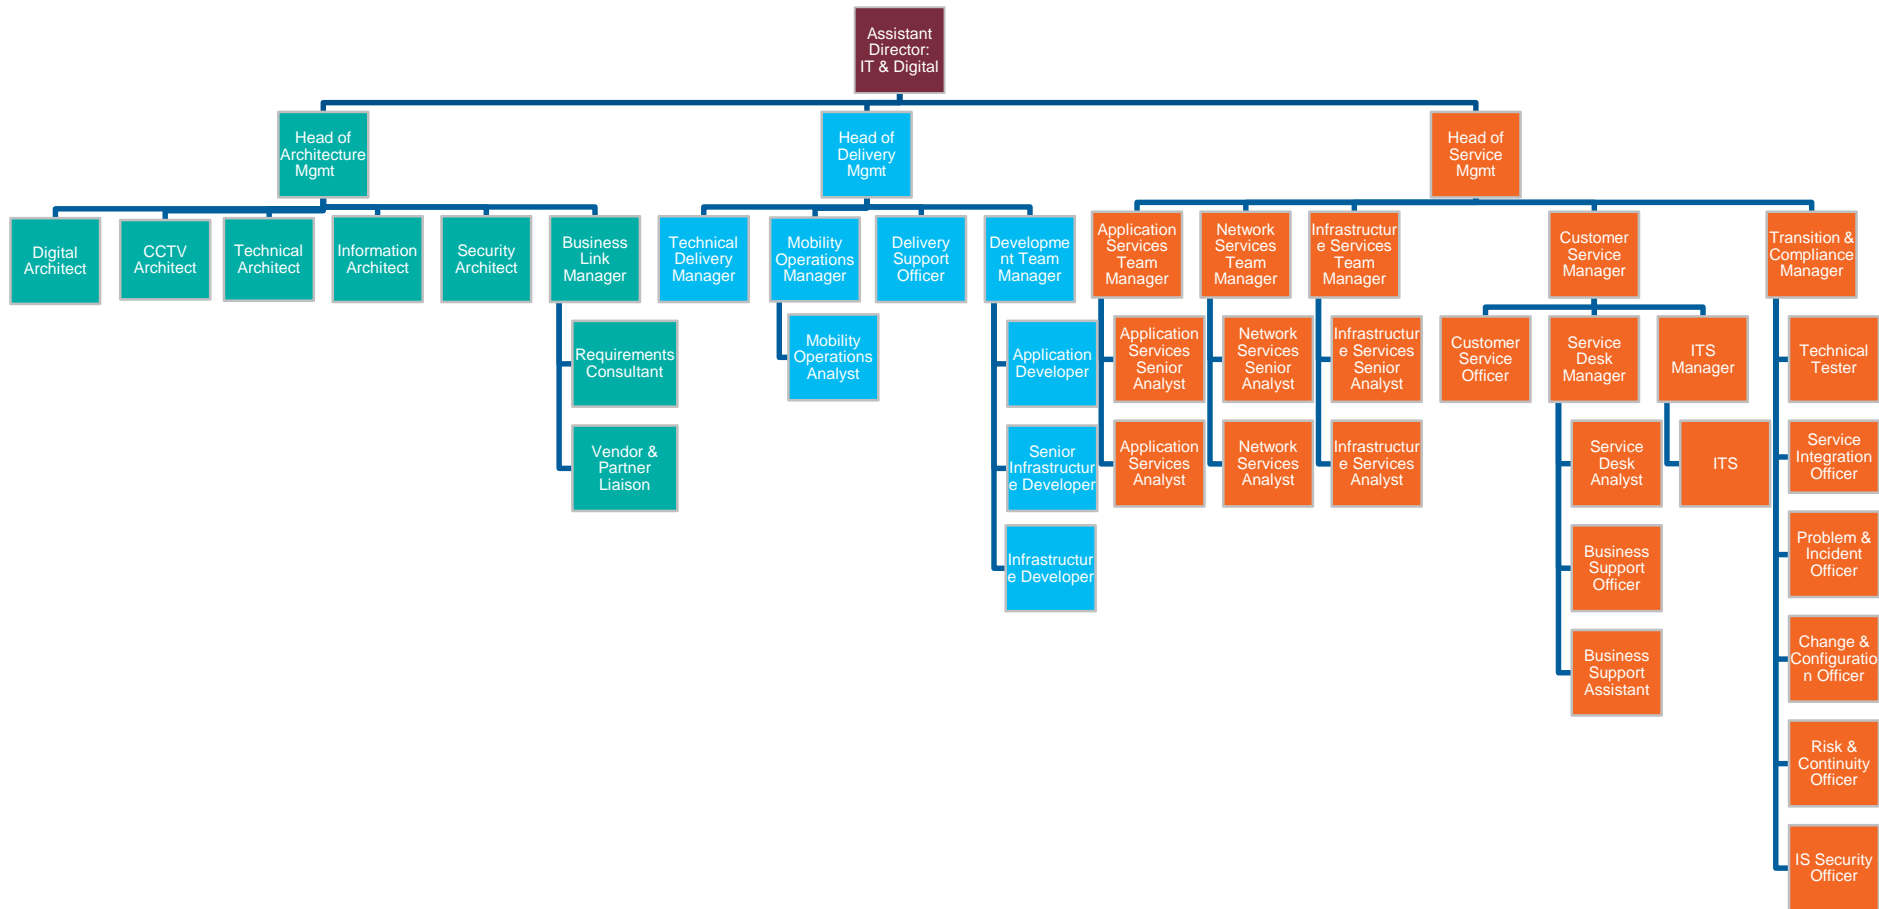 Assistant
Director:
IT & Digital
Head of
Architecture
Mgmt
Head of
Delivery
Mgmt
Head of
Service
Mgmt
Digital
Architect
CCTV
Architect
Technical
Architect
Information
Architect
Security
Architect
Business
Link
Manager
Technical
Delivery
Manager
Mobility
Operations
Manager
Delivery
Support
Officer
Developme
nt Team
Manager
Application
Services
Team
Manager
Network
Services
Team
Manager
Infrastructur
e Services
Team
Manager
Customer
Service
Manager
Transition &
Compliance
Manager
Requirements
Consultant
Vendor &
Partner
Liaison
Mobility
Operations
Analyst
Application
Developer
Senior
Infrastructur
e Developer
Infrastructur
e Developer
Application
Services
Senior
Analyst
Application
Services
Analyst
Network
Services
Senior
Analyst
Network
Services
Analyst
Infrastructur
e Services
Senior
Analyst
Infrastructur
e Services
Analyst
Customer
Service
Officer
Service
Desk
Manager
ITS
Manager
Service
Desk
Analyst
Business
Support
Officer
Business
Support
Assistant
ITS
Technical
Tester
Service
Integration
Officer
Problem &
Incident
Officer
Change &
Configuratio
n Officer
Risk &
Continuity
Officer
IS Security
Officer